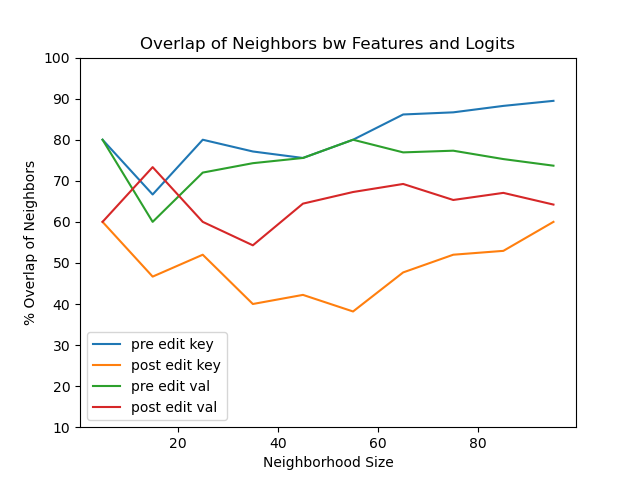 Overlap of Neighbors bw Features and Logits
% Overlap of Neighbors
100
90
80
70
60
50
40
30
20
10
pre edit key
post edit key
pre edit val
post edit val
20 40 60 80
Neighborhood Size